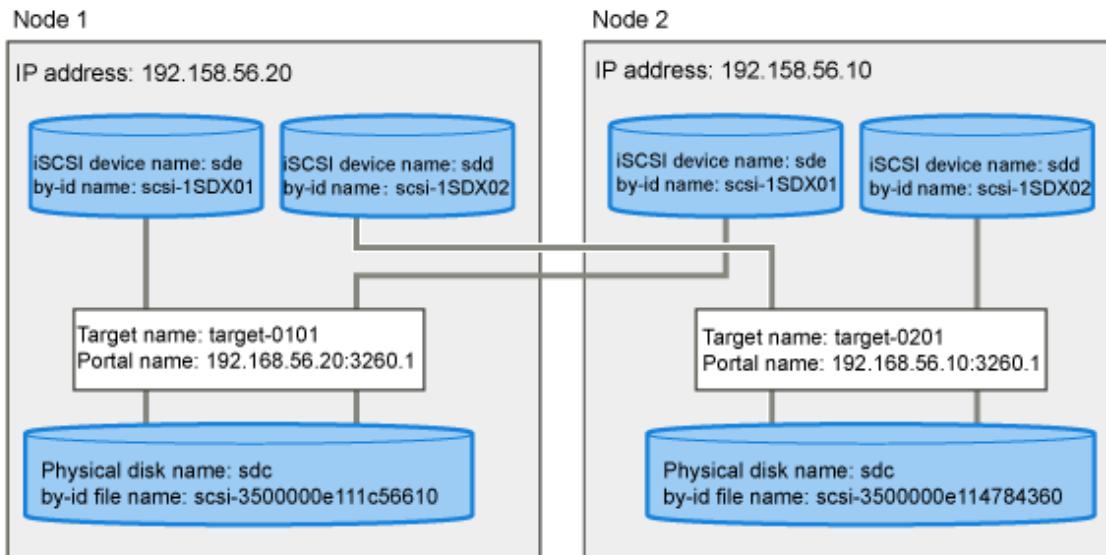 Node 1
IP address: 192.158.56.20
iSCSI device name: sde
by-id name: scsi-1SDX01
iSCSI device name: sdd
by-id name: scsi-1SDX02
Target name: target-0101
Portal name: 192.168.56.20:3260.1
Physical disk name: sdc
by-id file name: scsi-3500000e111c56610
Node 2
IP address: 192.158.56.10
iSCSI device name: sde
by-id name: scsi-1SDX01
iSCSI device name: sdd
by-id name: scsi-1SDX02
Target name: target-0201
Portal name: 192.168.56.10:3260.1
Physical disk name: sdc
by-id file name: scsi-3500000e114784360